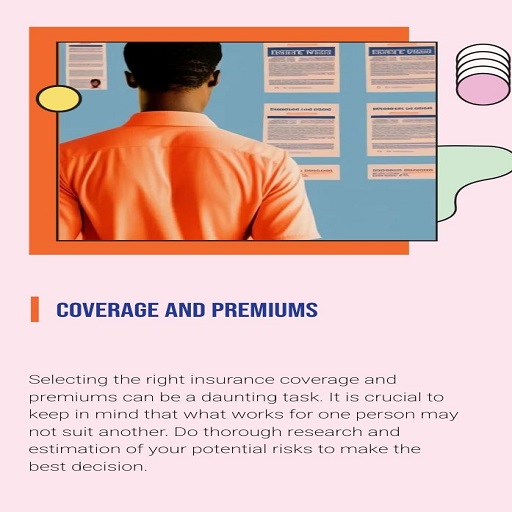 COVERAGE AND PREMIUMS
Selecting the right insurance coverage and
premiums can be a daunting task. It is crucial to
keep in mind that what works for one person may
not suit another. Do thorough research and
estimation of your potential risks to make the
best decision.